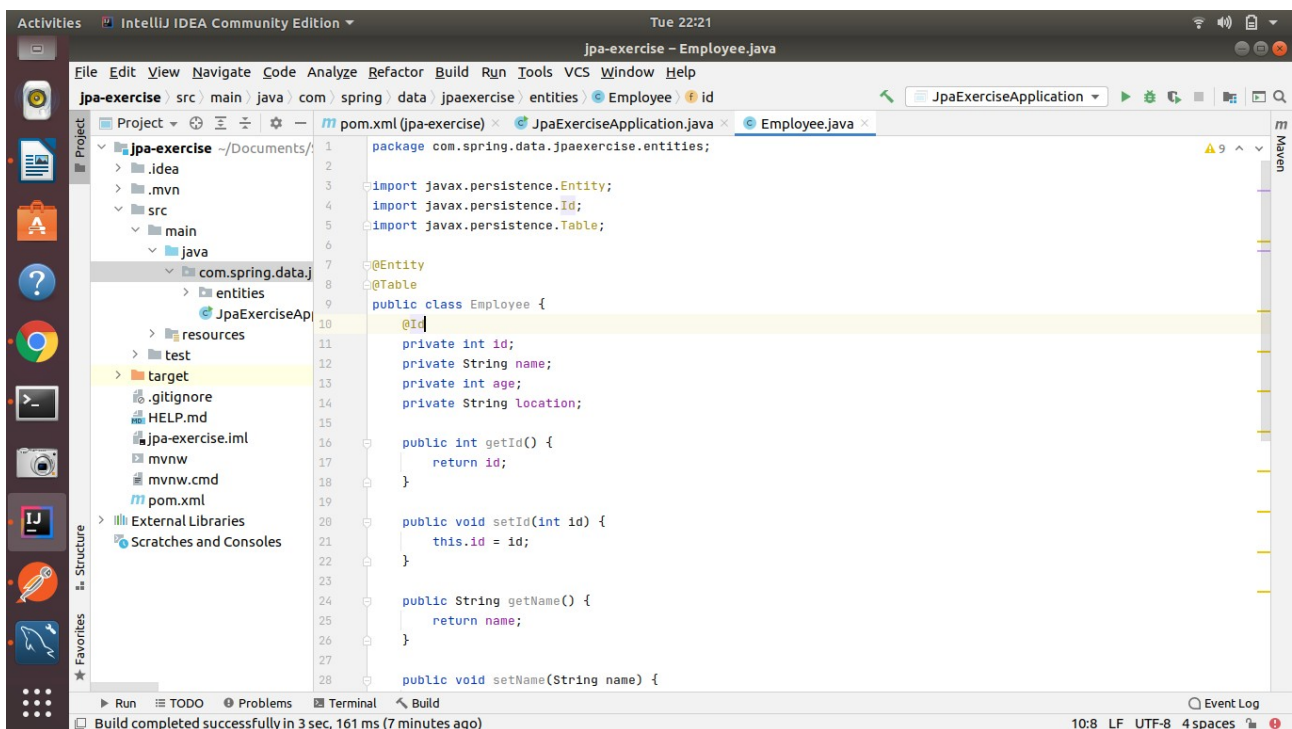 Activities IntelliJ IDEA Community Edition Tue 22:21
jpa-exercise – Employee.java
File Edit View Navigate Code Analyze Refactor Build Run Tools VCS Window Help
jpa-exercise src main java com spring data jpaexercise entities Employee id JpaExerciseApplication
Project
pom.xml (jpa-exercise) JpaExerciseApplication.java Employee.java
Project
Structure
Favorites
jpa-exercise ~/Documents/
.idea
.mvn
src
main
java
com.spring.data.j
entities
JpaExerciseAp
resources
test
target
.gitignore
HELP.md
jpa-exercise.iml
mvnw
mvnw.cmd
pom.xml
External Libraries
Scratches and Consoles
1 package com.spring.data.jpaexercise.entities;
2
3 import javax.persistence.Entity;
4 import javax.persistence.Id;
5 import javax.persistence.Table;
6
7 @Entity
8 @Table
9 public class Employee {
10 @Id
11 private int id;
12 private String name;
13 private int age;
14 private String location;
15
16 public int getId() {
17 return id;
18 }
19
20 public void setId(int id) {
21 this.id = id;
22 }
23
24 public String getName() {
25 return name;
26 }
27
28 public void setName(String name) {
9
Maven
Run TODO Problems Terminal Build Event Log
Build completed successfully in 3 sec, 161 ms (7 minutes ago) 10:8 LF UTF-8 4 spaces